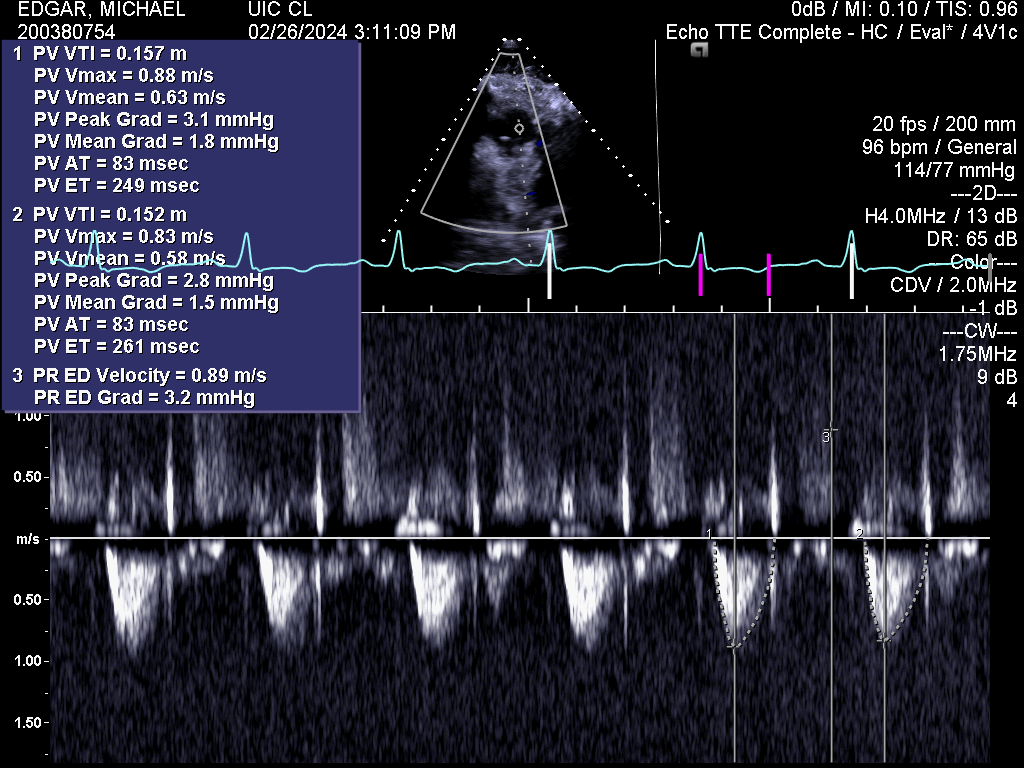 EDGAR, MICHAEL
200380754
UIC CL
02/26/2024 3:11:09 PM
0dB / MI: 0.10 / TIS: 0.96
Echo TTE Complete - HC / Eval* / 4V1c
1 PV VTI = 0.157 m
PV Vmax = 0.88 m/s
PV Vmean = 0.63 m/s
PV Peak Grad = 3.1 mmHg
PV Mean Grad = 1.8 mmHg
PV AT = 83 msec
PV ET = 249 msec
2 PV VTI = 0.152 m
PV Vmax = 0.83 m/s
PV Vmean = 0.58 m/s
PV Peak Grad = 2.8 mmHg
PV Mean Grad = 1.5 mmHg
PV AT = 83 msec
PV ET = 261 msec
3 PR ED Velocity = 0.89 m/s
PR ED Grad = 3.2 mmHg
20 fps / 200 mm
96 bpm / General
114/77 mmHg
---2D---
H4.0MHz / 13 dB
DR: 65 dB
---Color---
CDV / 2.0MHz
-1 dB
---CW---
1.75MHz
9 dB
4
1.00
3
0.50
m/s
1
2
0.50
1.00
1.50